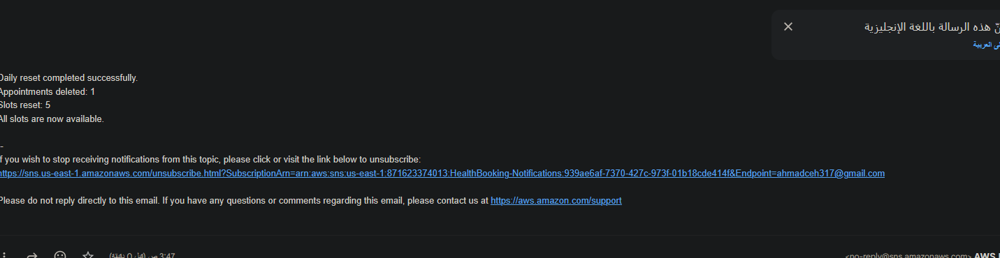 هذه الرسالة باللغة الإنجليزية
العربية
Daily reset completed successfully.
Appointments deleted: 1
Slots reset: 5
All slots are now available.
--
If you wish to stop receiving notifications from this topic, please click or visit the link below to unsubscribe:
https://sns.us-east-1.amazonaws.com/unsubscribe.html?SubscriptionArn=arn:aws:sns:us-east-1:871623374013:HealthBooking-Notifications:939ae6af-7370-427c-973f-01b18cde414f&Endpoint=ahmadceh317@gmail.com
Please do not reply directly to this email. If you have any questions or comments regarding this email, please contact us at https://aws.amazon.com/support
AWS <no-reply@sns.amazonaws.com>
3:47 ص (قبل 0 دقيقة)